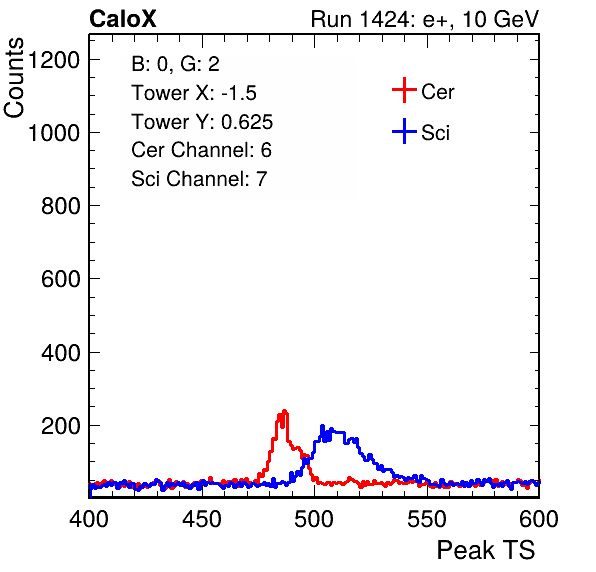 CaloX Run 1424: e+, 10 GeV
Counts
B: 0, G: 2
Tower X: -1.5
Tower Y: 0.625
Cer Channel: 6
Sci Channel: 7
Cer
Sci
1200
1000
800
600
400
200
400 450 500 550 600
Peak TS